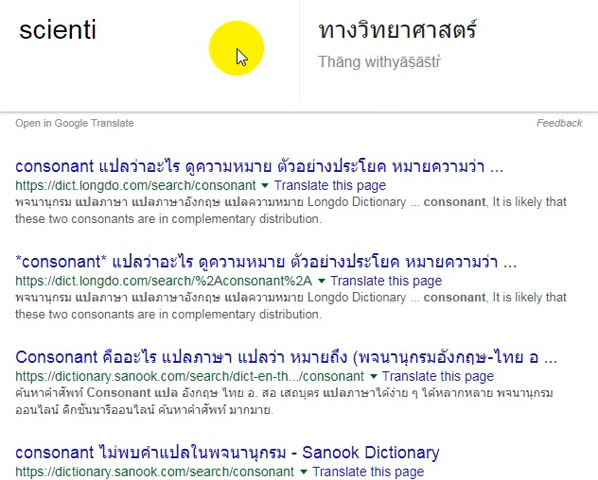 scienti
ทางวิทยาศาสตร์
Thāng withyāṣ̄ās̄tr̒
Open in Google Translate
Feedback
consonant แปลว่าอะไร ดูความหมาย ตัวอย่างประโยค หมายความว่า ...
https://dict.longdo.com/search/consonant ▼ Translate this page
พจนานุกรม แปลภาษา แปลภาษาอังกฤษ แปลความหมาย Longdo Dictionary ... consonant, It is likely that
these two consonants are in complementary distribution.
*consonant* แปลว่าอะไร ดูความหมาย ตัวอย่างประโยค หมายความว่า ...
https://dict.longdo.com/search/%2Aconsonant%2A ▼ Translate this page
พจนานุกรม แปลภาษา แปลภาษาอังกฤษ แปลความหมาย Longdo Dictionary ... consonant, It is likely that
these two consonants are in complementary distribution.
Consonant คืออะไร แปลภาษา แปลว่า หมายถึง (พจนานุกรมอังกฤษ-ไทย อ ...
https://dictionary.sanook.com/search/dict-en-th.../consonant ▼ Translate this page
ค้นหาคำศัพท์ Consonant แปล อังกฤษ ไทย อ. สอ เสถบุตร แปลภาษาได้ง่าย ๆ ได้หลากหลาย พจนานุกรม
ออนไลน์ ดิกชันนารีออนไลน์ ค้นหาคำศัพท์ มากมาย.
consonant ไม่พบคำแปลในพจนานุกรม - Sanook Dictionary
https://dictionary.sanook.com/search/consonant ▼ Translate this page